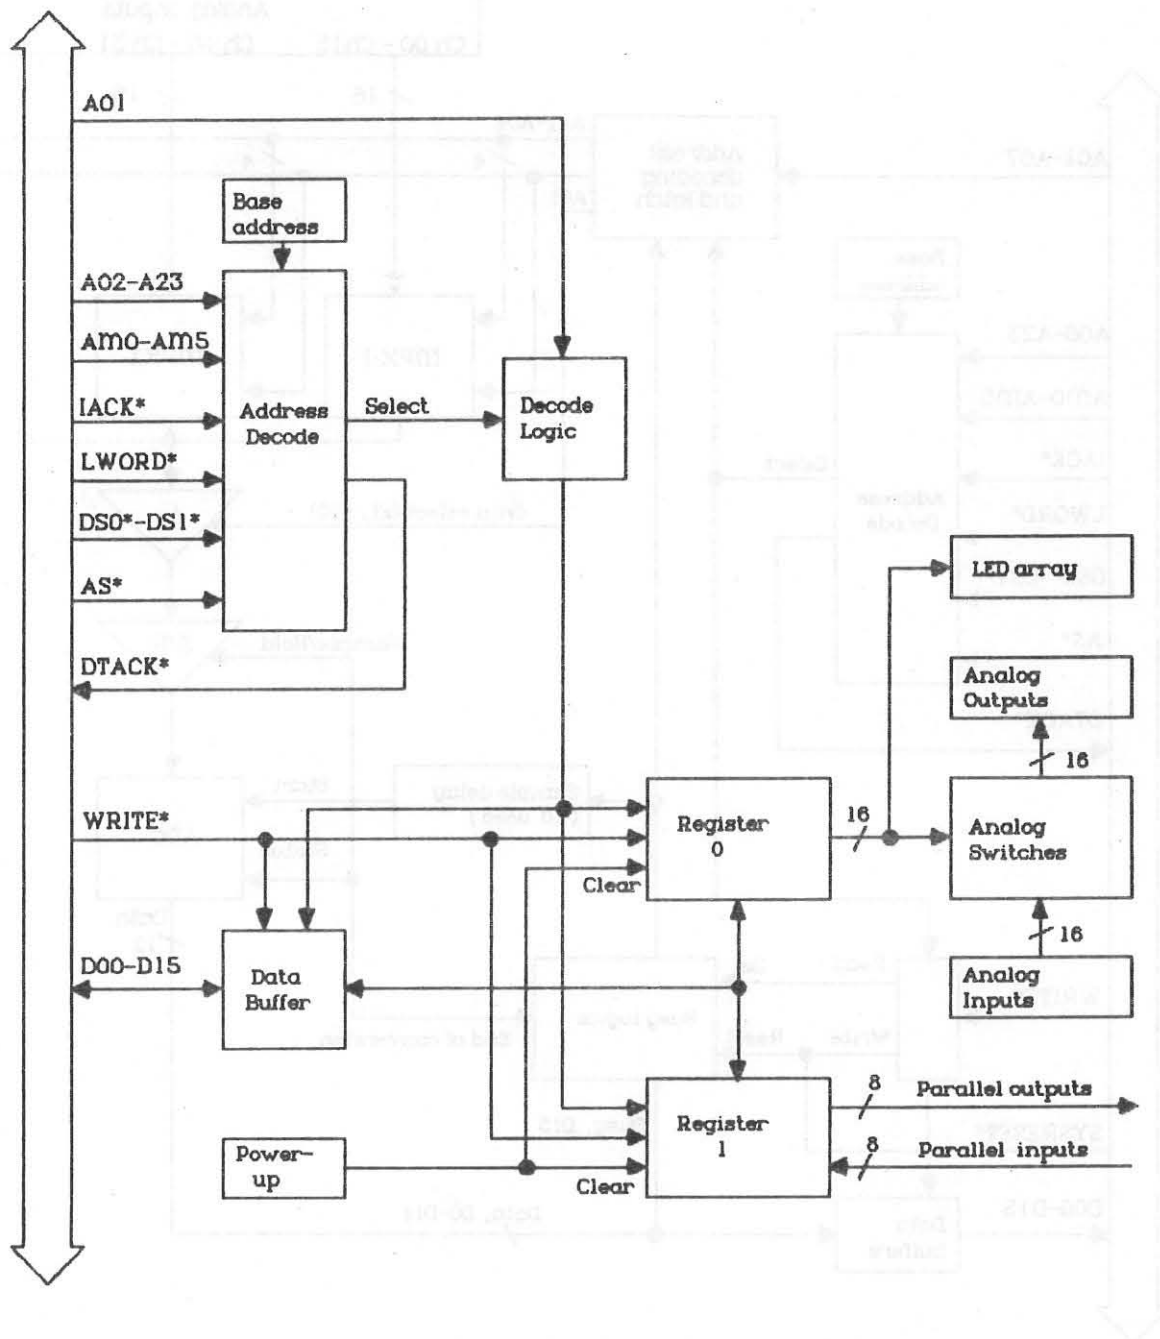 A01
Base
address
A02-A23
AM0-AM5
IACK*
LWORD*
DS0*-DS1*
AS*
DTACK*
Address
Decode
Select
Decode
Logic
LED array
Analog
Outputs
16
WRITE*
Register
0
16
Analog
Switches
Clear
16
D00-D15
Data
Buffer
Analog
Inputs
Register
1
8
Parallel outputs
8
Parallel inputs
Power-
up
Clear